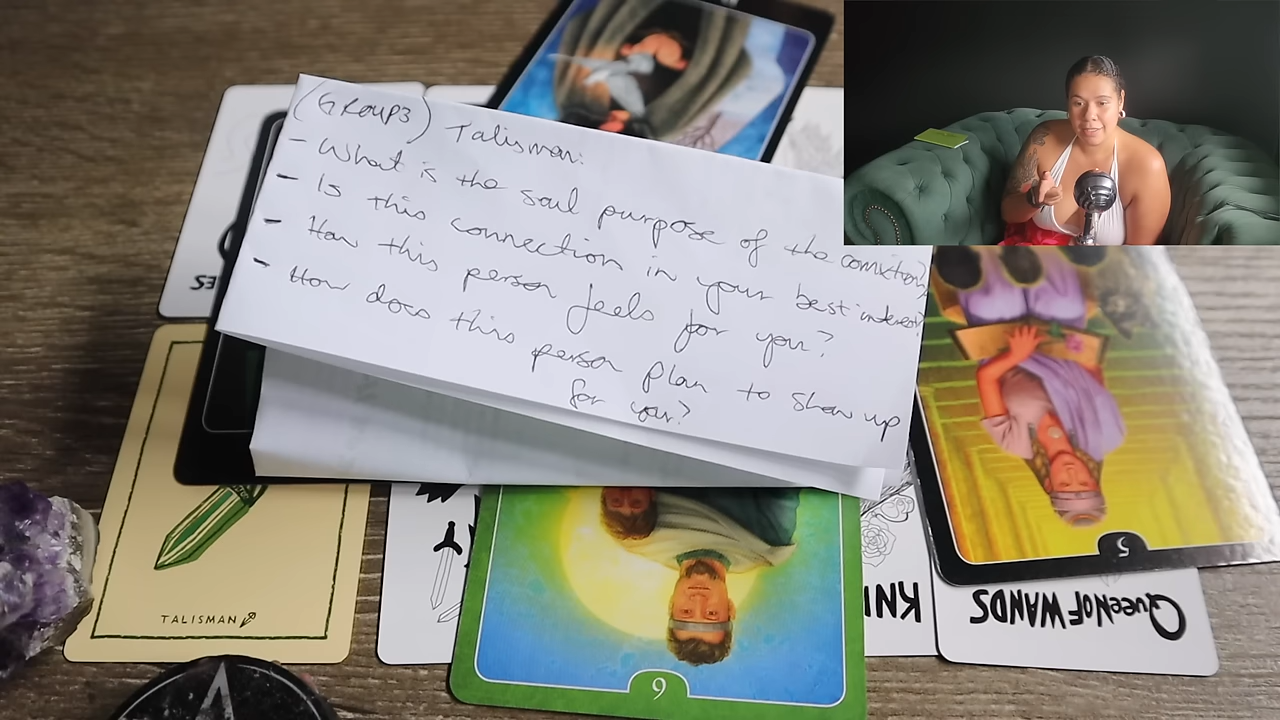 (GROUP3) Talisman:
- What is the soul purpose of the
- Is this connection in your best interest?
- How this person feels for you?
- How does this person plan to show up
for you?
TALISMAN
9
KNI
QUEEN OF WANDS
5
ES